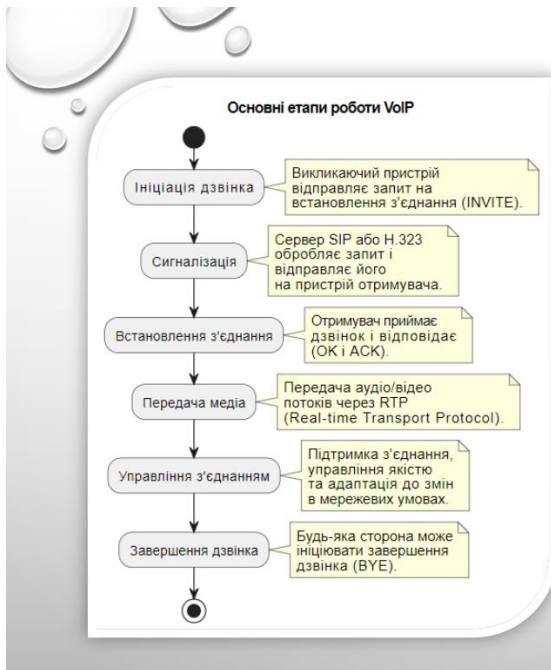 Основні етапи роботи VoIP
Ініціація дзвінка
Викликаючий пристрій
відправляє запит на
встановлення з'єднання (INVITE).
Сигналізація
Сервер SIP або H.323
обробляє запит і
відправляє його
на пристрій отримувача.
Встановлення з'єднання
Отримувач приймає
дзвінок і відповідає
(OK і ACK).
Передача медіа
Передача аудіо/відео
потоків через RTP
(Real-time Transport Protocol).
Управління з'єднанням
Підтримка з'єднання,
управління якістю
та адаптація до змін
в мережевих умовах.
Завершення дзвінка
Будь-яка сторона може
ініціювати завершення
дзвінка (BYE).